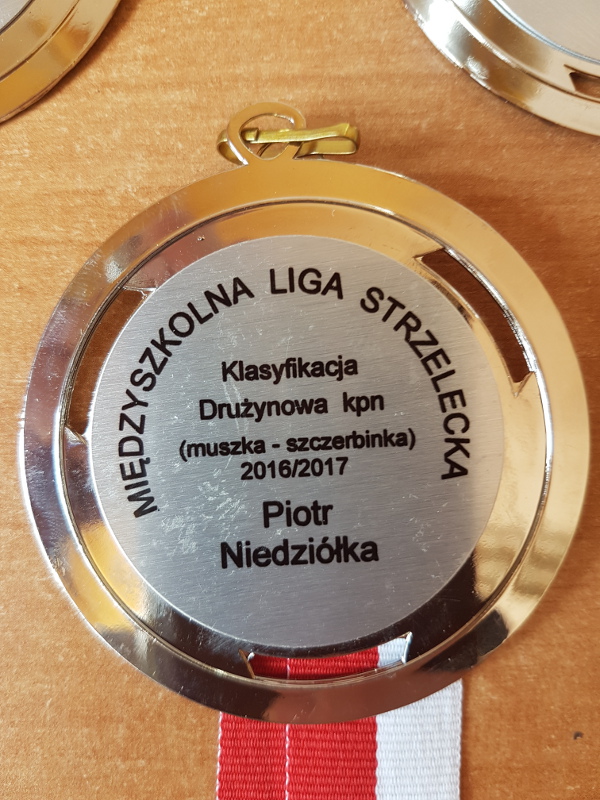 MIĘDZYSZKOLNA LIGA STRZELECKA
Klasyfikacja
Drużynowa kpn
(muszka - szczerbinka)
2016/2017
Piotr
Niedziółka